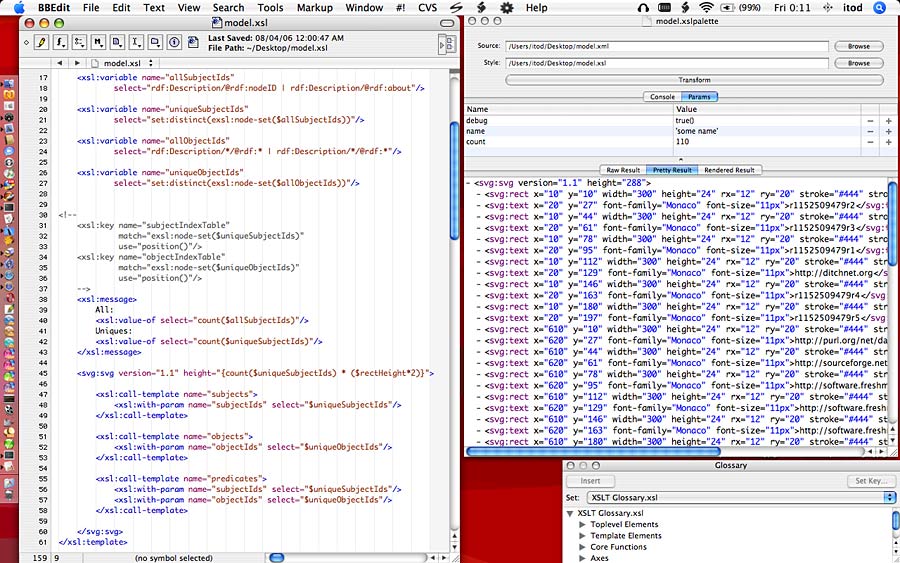 BBEdit File Edit Text View Search Tools Markup Window #! CVS Help (99%) Fri 0:11 itod
model.xsl
Last Saved: 08/04/06 12:00:47 AM
File Path: ~/Desktop/model.xsl
model.xsl
17 <xsl:variable name="allSubjectIds"
18 select="rdf:Description/@rdf:nodeID | rdf:Description/@rdf:about"/>
19
20 <xsl:variable name="uniqueSubjectIds"
21 select="set:distinct(exsl:node-set($allSubjectIds))"/>
22
23 <xsl:variable name="allObjectIds"
24 select="rdf:Description/*/@rdf:* | rdf:Description/*/@rdf:*"/>
25
26 <xsl:variable name="uniqueObjectIds"
27 select="set:distinct(exsl:node-set($allObjectIds))"/>
28
29
30 <!--
31 <xsl:key name="subjectIndexTable"
32 match="exsl:node-set($uniqueSubjectIds)"
33 use="position()"/>
34 <xsl:key name="objectIndexTable"
35 match="exsl:node-set($uniqueObjectIds)"
36 use="position()"/>
37 -->
38 <xsl:message>
39 All:
40 <xsl:value-of select="count($allSubjectIds)"/>
41 Uniques:
42 <xsl:value-of select="count($uniqueSubjectIds)"/>
43 </xsl:message>
44
45 <svg:svg version="1.1" height="{count($uniqueSubjectIds) * ($rectHeight*2)}">
46
47 <xsl:call-template name="subjects">
48 <xsl:with-param name="subjectIds" select="$uniqueSubjectIds"/>
49 </xsl:call-template>
50
51 <xsl:call-template name="objects">
52 <xsl:with-param name="objectIds" select="$uniqueObjectIds"/>
53 </xsl:call-template>
54
55 <xsl:call-template name="predicates">
56 <xsl:with-param name="subjectIds" select="$uniqueSubjectIds"/>
57 <xsl:with-param name="objectIds" select="$uniqueObjectIds"/>
58 </xsl:call-template>
59
60 </svg:svg>
61 </xsl:template>
159 9 (no symbol selected)
model.xslpalette
Source: /Users/itod/Desktop/model.xml Browse
Style: /Users/itod/Desktop/model.xsl Browse
Transform
Console Params
Name Value
debug true()
name 'some name'
count 110
Raw Result Pretty Result Rendered Result
- <svg:svg version="1.1" height="288">
- <svg:rect x="10" y="10" width="300" height="24" rx="12" ry="20" stroke="#444" stro
- <svg:text x="20" y="27" font-family="Monaco" font-size="11px">r1152509479r2</svg:t
- <svg:rect x="10" y="44" width="300" height="24" rx="12" ry="20" stroke="#444" stro
- <svg:text x="20" y="61" font-family="Monaco" font-size="11px">r1152509479r3</svg:t
- <svg:rect x="10" y="78" width="300" height="24" rx="12" ry="20" stroke="#444" stro
- <svg:text x="20" y="95" font-family="Monaco" font-size="11px">r1152509479r1</svg:t
- <svg:rect x="10" y="112" width="300" height="24" rx="12" ry="20" stroke="#444" str
- <svg:text x="20" y="129" font-family="Monaco" font-size="11px">http://ditchnet.org</s
- <svg:rect x="10" y="146" width="300" height="24" rx="12" ry="20" stroke="#444" str
- <svg:text x="20" y="163" font-family="Monaco" font-size="11px">r1152509479r4</svg
- <svg:rect x="10" y="180" width="300" height="24" rx="12" ry="20" stroke="#444" str
- <svg:text x="20" y="197" font-family="Monaco" font-size="11px">r1152509479r5</svg
- <svg:rect x="610" y="10" width="300" height="24" rx="12" ry="20" stroke="#444" str
- <svg:text x="620" y="27" font-family="Monaco" font-size="11px">http://purl.org/net/da
- <svg:rect x="610" y="44" width="300" height="24" rx="12" ry="20" stroke="#444" str
- <svg:text x="620" y="61" font-family="Monaco" font-size="11px">http://sourceforge.net
- <svg:rect x="610" y="78" width="300" height="24" rx="12" ry="20" stroke="#444" str
- <svg:text x="620" y="95" font-family="Monaco" font-size="11px">http://software.freshm
- <svg:rect x="610" y="112" width="300" height="24" rx="12" ry="20" stroke="#444" st
- <svg:text x="620" y="129" font-family="Monaco" font-size="11px">http://software.fresh
- <svg:rect x="610" y="146" width="300" height="24" rx="12" ry="20" stroke="#444" st
- <svg:text x="620" y="163" font-family="Monaco" font-size="11px">http://software.fresh
- <svg:rect x="610" y="180" width="300" height="24" rx="12" ry="20" stroke="#444" st
Glossary
Insert Set Key...
Set: XSLT Glossary.xsl
XSLT Glossary.xsl
Toplevel Elements
Template Elements
Core Functions
Axes